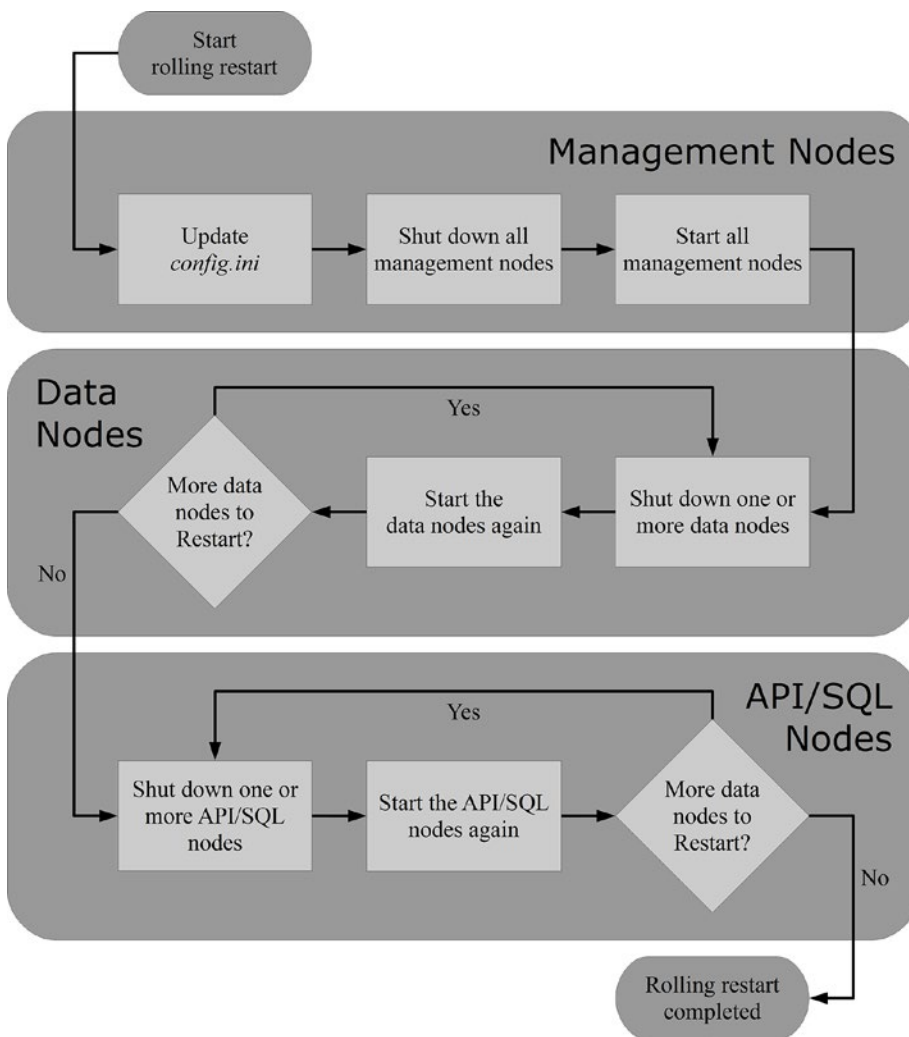 Start
rolling restart
Management Nodes
Update
config.ini
Shut down all
management nodes
Start all
management nodes
Data
Nodes
Yes
More data
nodes to
Restart?
Start the
data nodes again
Shut down one or
more data nodes
No
API/SQL
Nodes
Yes
Shut down one or
more API/SQL
nodes
Start the API/SQL
nodes again
More data
nodes to
Restart?
No
Rolling restart
completed